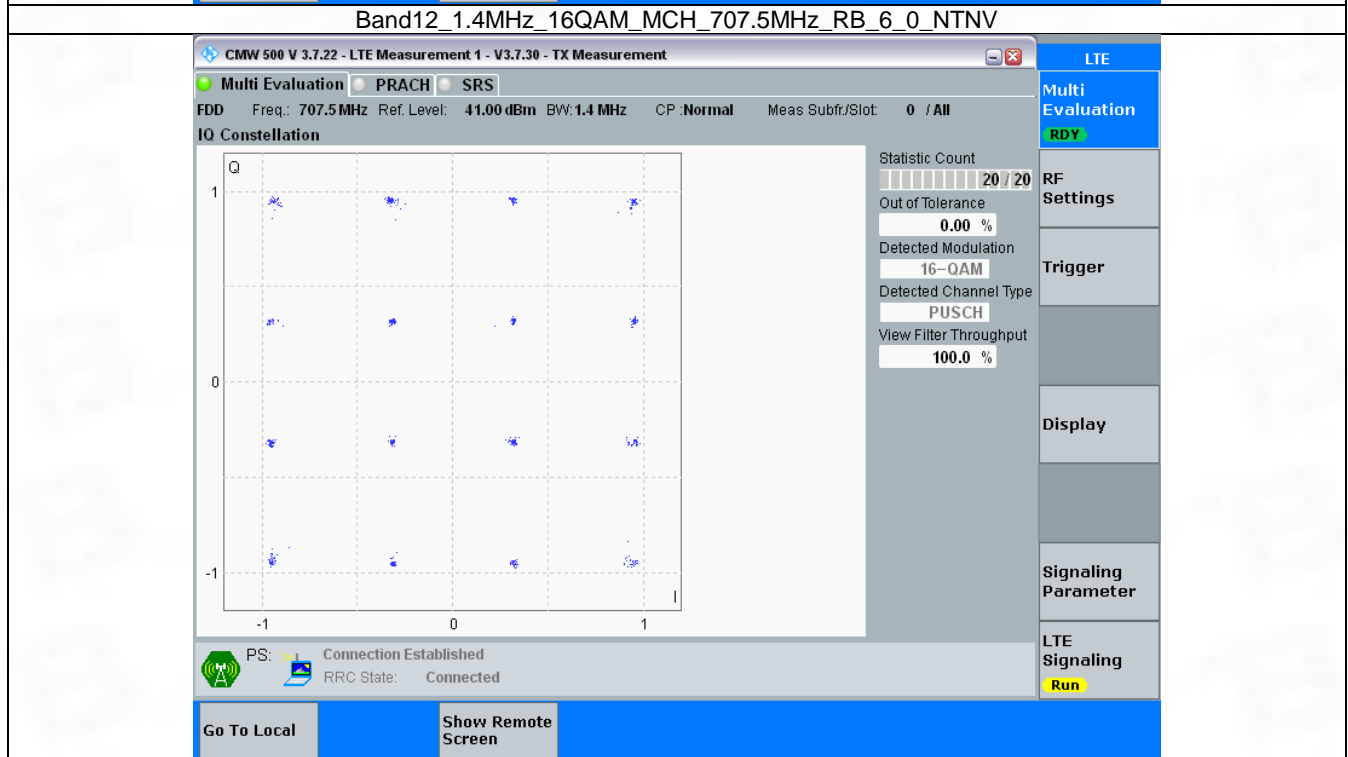 Band12_1.4MHz_16QAM_MCH_707.5MHz_RB_6_0_NTNV
CMW 500 V 3.7.22 - LTE Measurement 1 - V3.7.30 - TX Measurement
LTE
Multi Evaluation PRACH SRS
FDD Freq.: 707.5 MHz Ref. Level: 41.00 dBm BW: 1.4 MHz CP :Normal Meas Subfr./Slot: 0 / All
IQ Constellation
Q
1
0
-1
I
-1 0 1
Statistic Count
20 / 20
Out of Tolerance
0.00 %
Detected Modulation
16-QAM
Detected Channel Type
PUSCH
View Filter Throughput
100.0 %
Multi
Evaluation
RDY
RF
Settings
Trigger
Display
Signaling
Parameter
LTE
Signaling
Run
PS: Connection Established
RRC State: Connected
Go To Local
Show Remote
Screen